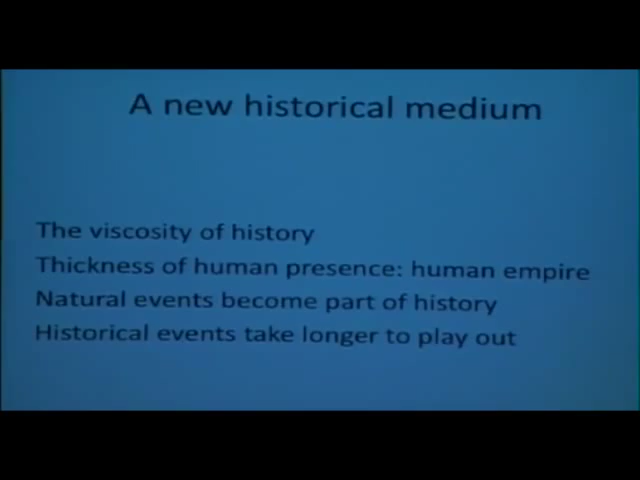 A new historical medium
The viscosity of history
Thickness of human presence: human empire
Natural events become part of history
Historical events take longer to play out